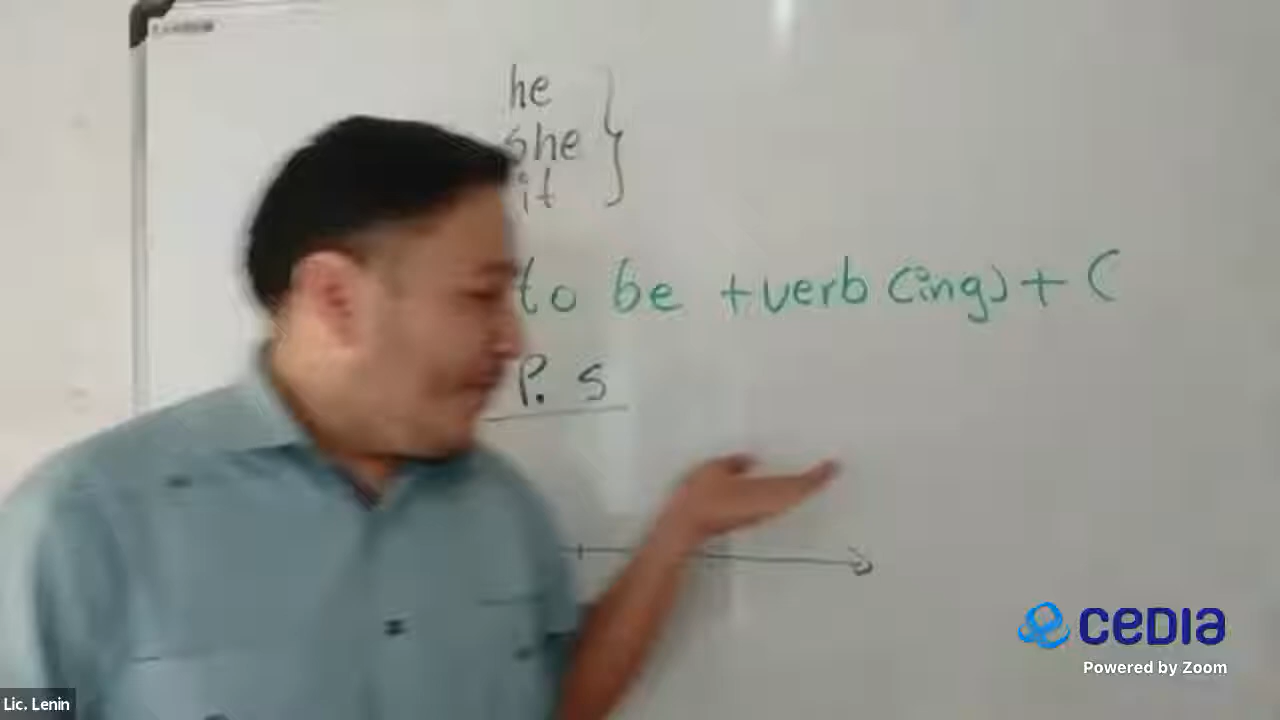 he
she
it
to be + verb (ing) + (
P. S
CEDIA
Powered by Zoom
Lic. Lenin